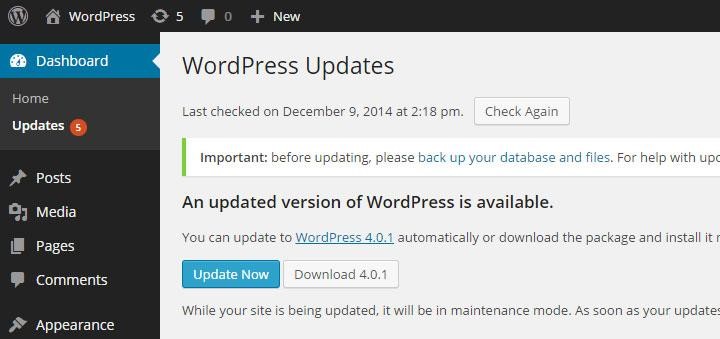 WordPress 5 0 New
Dashboard
Home
Updates 5
Posts
Media
Pages
Comments
Appearance
WordPress Updates
Last checked on December 9, 2014 at 2:18 pm. Check Again
Important: before updating, please back up your database and files. For help with
An updated version of WordPress is available.
You can update to WordPress 4.0.1 automatically or download the package and install it
Update Now Download 4.0.1
While your site is being updated, it will be in maintenance mode. As soon as your updates